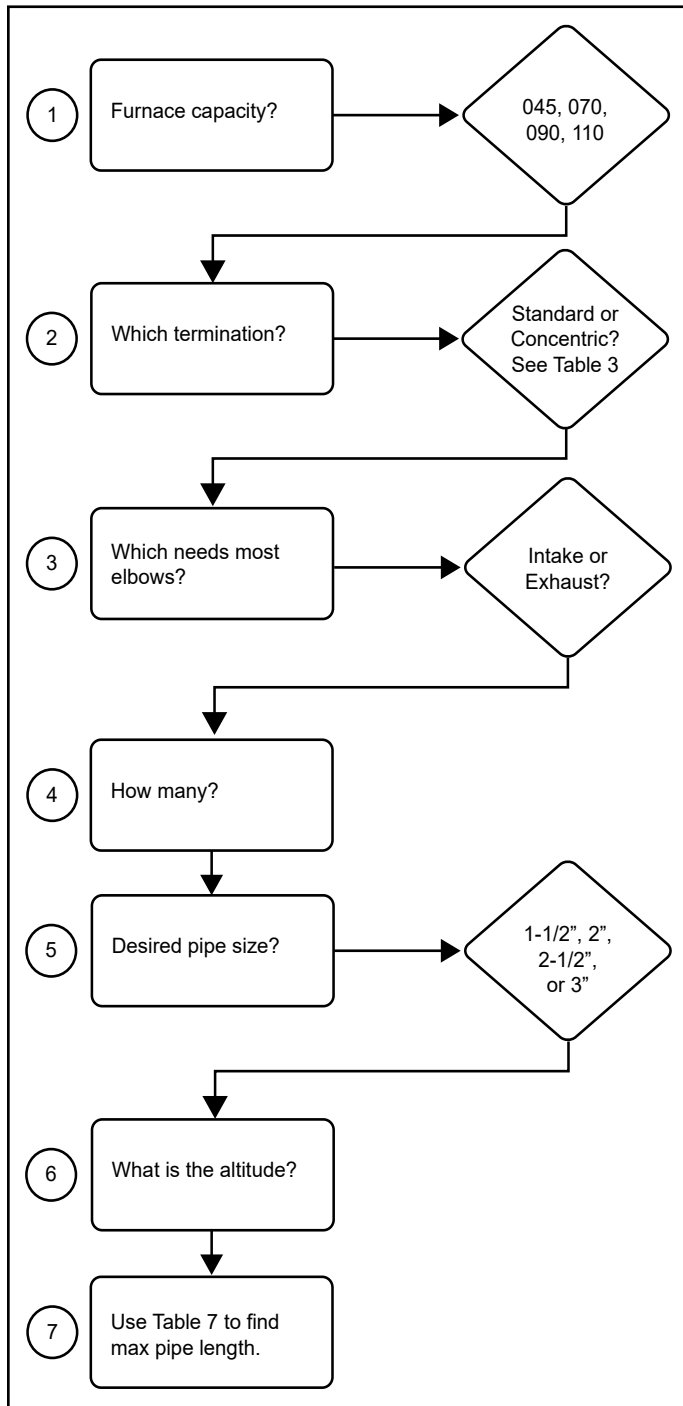 1
Furnace capacity?
045, 070,
090, 110
2
Which termination?
Standard or
Concentric?
See Table 3
3
Which needs most
elbows?
Intake or
Exhaust?
4
How many?
5
Desired pipe size?
1-1/2”, 2”,
2-1/2”,
or 3”
6
What is the altitude?
7
Use Table 7 to find
max pipe length.